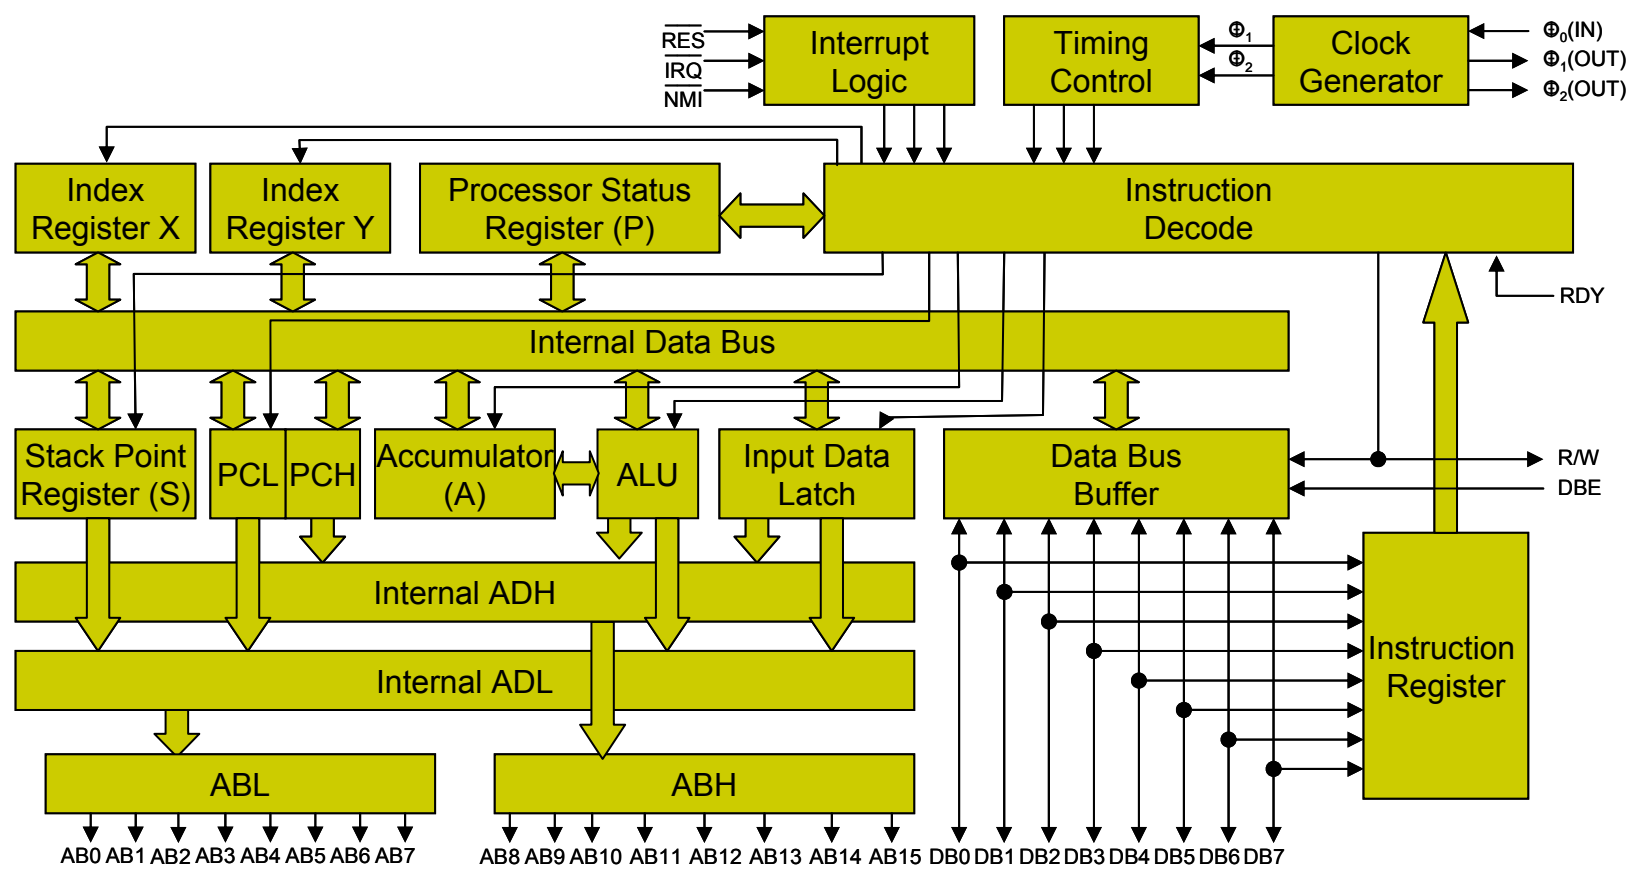 RES
IRQ
NMI
Interrupt
Logic
Timing
Control
Φ1
Φ2
Clock
Generator
Φ0(IN)
Φ1(OUT)
Φ2(OUT)
Index
Register X
Index
Register Y
Processor Status
Register (P)
Instruction
Decode
RDY
Internal Data Bus
Stack Point
Register (S)
PCL
PCH
Accumulator
(A)
ALU
Input Data
Latch
Data Bus
Buffer
R/W
DBE
Internal ADH
Internal ADL
Instruction
Register
ABL
ABH
AB0 AB1 AB2 AB3 AB4 AB5 AB6 AB7
AB8 AB9 AB10 AB11 AB12 AB13 AB14 AB15
DB0 DB1 DB2 DB3 DB4 DB5 DB6 DB7